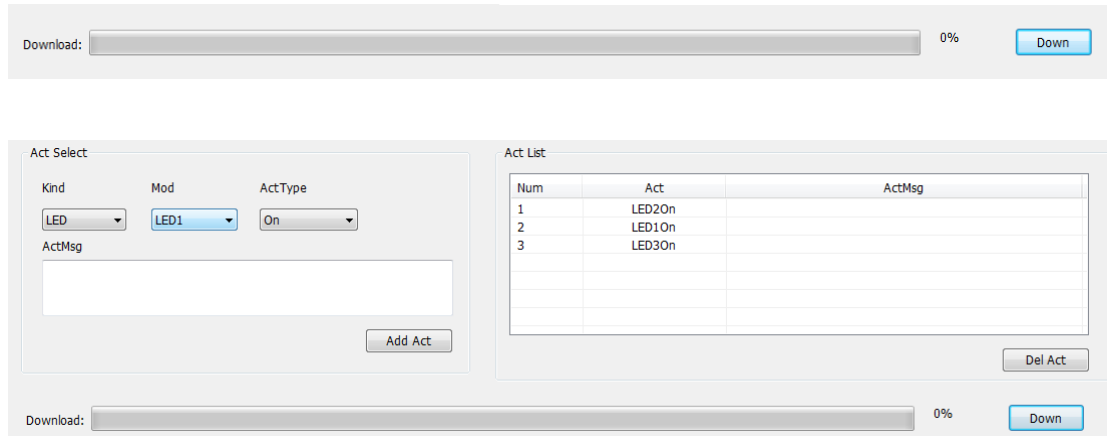 Download: 0% Down
Act Select
Kind Mod ActType
LED LED1 On
ActMsg
Add Act
Act List
Num Act ActMsg
1 LED2On
2 LED1On
3 LED3On
Del Act
Download: 0% Down